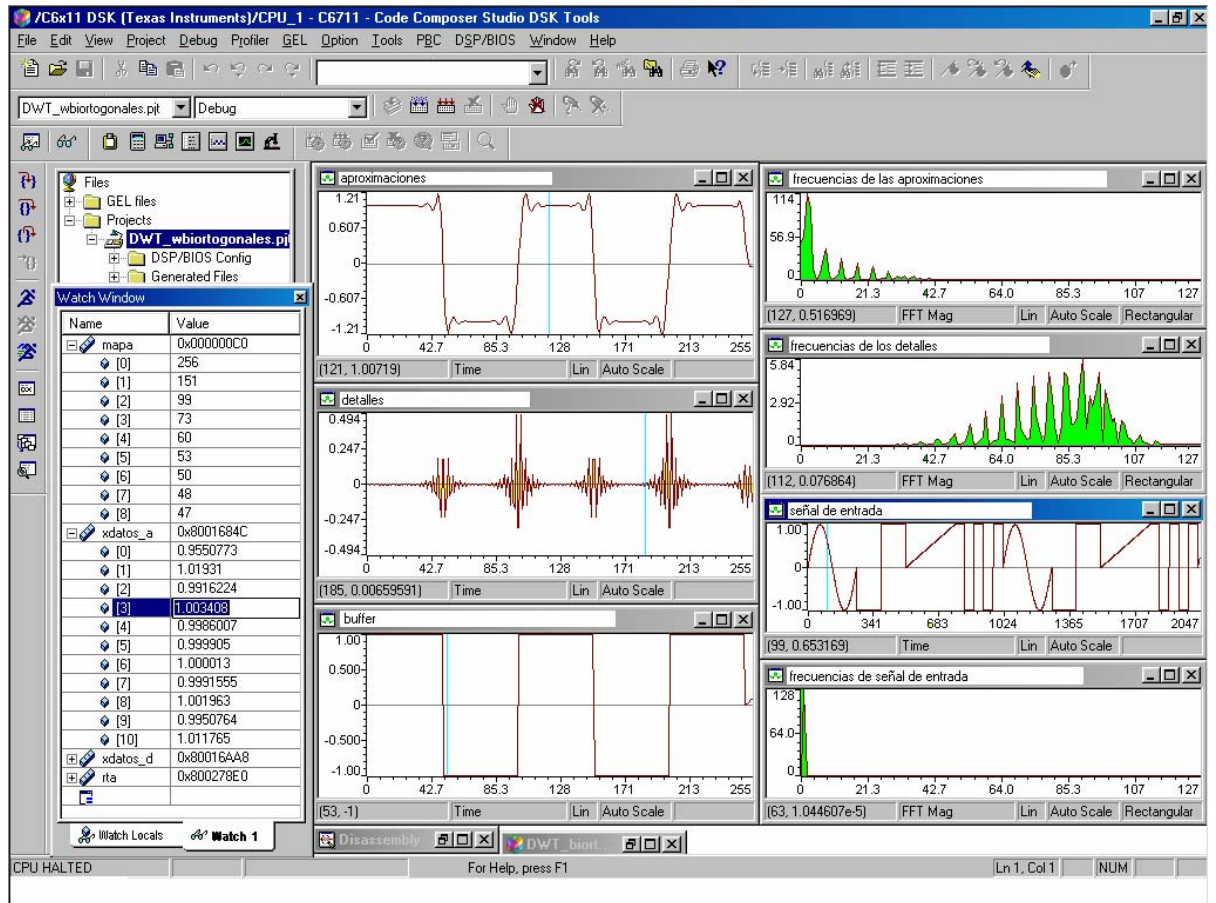 /C6x11 DSK (Texas Instruments)/CPU_1 - C6711 - Code Composer Studio DSK Tools
File Edit View Project Debug Profiler GEL Option Tools PBC DSP/BIOS Window Help
DWT_wbiortogonales.pjt Debug
Files
GEL files
Projects
DWT_wbiortogonales.pj
DSP/BIOS Config
Generated Files
Watch Window
Name Value
mapa 0x000000C0
[0] 256
[1] 151
[2] 99
[3] 73
[4] 60
[5] 53
[6] 50
[7] 48
[8] 47
xdatos_a 0x8001684C
[0] 0.9550773
[1] 1.01931
[2] 0.9916224
[3] 1.003408
[4] 0.9986007
[5] 0.999905
[6] 1.000013
[7] 0.9991555
[8] 1.001963
[9] 0.9950764
[10] 1.011765
xdatos_d 0x80016AA8
rta 0x800278E0
Watch Locals Watch 1
aproximaciones
1.21
0.607
0
-0.607
-1.21
0 42.7 85.3 128 171 213 255
(121, 1.00719) Time Lin Auto Scale
detalles
0.494
0.247
0
-0.247
-0.494
0 42.7 85.3 128 171 213 255
(185, 0.00659591) Time Lin Auto Scale
buffer
1.00
0.500
-0.500
-1.00
0 42.7 85.3 128 171 213 255
(53, -1) Time Lin Auto Scale
frecuencias de las aproximaciones
114
56.9
0
0 21.3 42.7 64.0 85.3 107 127
(127, 0.516969) FFT Mag Lin Auto Scale Rectangular
frecuencias de los detalles
5.84
2.92
0
0 21.3 42.7 64.0 85.3 107 127
(112, 0.076864) FFT Mag Lin Auto Scale Rectangular
señal de entrada
1.00
0
-1.00
0 341 683 1024 1365 1707 2047
(99, 0.653169) Time Lin Auto Scale
frecuencias de señal de entrada
128
64.0
0
0 21.3 42.7 64.0 85.3 107 127
(63, 1.044607e-5) FFT Mag Lin Auto Scale Rectangular
Disassembly DWT_biort...
CPU HALTED For Help, press F1 Ln 1, Col 1 NUM